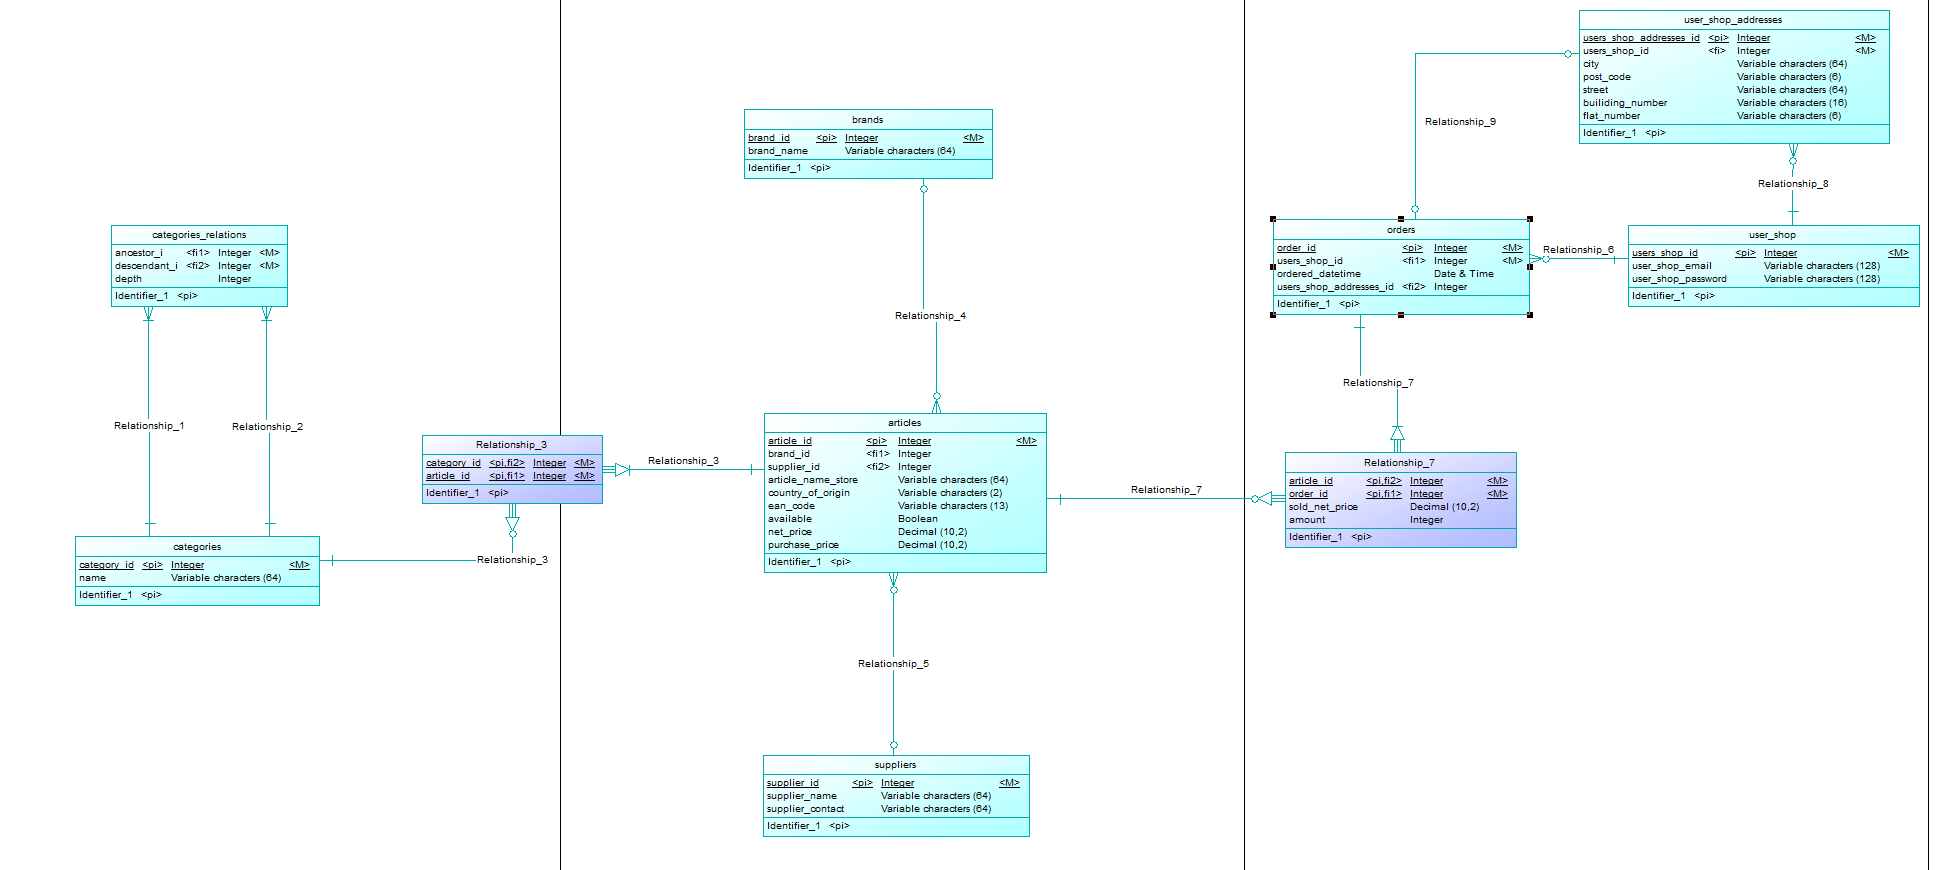 user_shop_addresses
users_shop_addresses_id <pi> Integer <M>
users_shop_id <fi> Integer <M>
city Variable characters (64)
post_code Variable characters (6)
street Variable characters (64)
builiding_number Variable characters (16)
flat_number Variable characters (6)
Identifier_1 <pi>
Relationship_9
Relationship_8
brands
brand_id <pi> Integer <M>
brand_name Variable characters (64)
Identifier_1 <pi>
categories_relations
ancestor_i <fi1> Integer <M>
descendant_i <fi2> Integer <M>
depth Integer
Identifier_1 <pi>
orders
order_id <pi> Integer <M>
users_shop_id <fi1> Integer <M>
ordered_datetime Date & Time
users_shop_addresses_id <fi2> Integer
Identifier_1 <pi>
Relationship_6
user_shop
users_shop_id <pi> Integer <M>
user_shop_email Variable characters (128)
user_shop_password Variable characters (128)
Identifier_1 <pi>
Relationship_4
Relationship_7
Relationship_1
Relationship_2
Relationship_3
category_id <pi,fi2> Integer <M>
article_id <pi,fi1> Integer <M>
Identifier_1 <pi>
Relationship_3
articles
article_id <pi> Integer <M>
brand_id <fi1> Integer
supplier_id <fi2> Integer
article_name_store Variable characters (64)
country_of_origin Variable characters (2)
ean_code Variable characters (13)
available Boolean
net_price Decimal (10,2)
purchase_price Decimal (10,2)
Identifier_1 <pi>
Relationship_7
Relationship_7
article_id <pi,fi2> Integer <M>
order_id <pi,fi1> Integer <M>
sold_net_price Decimal (10,2)
amount Integer
Identifier_1 <pi>
categories
category_id <pi> Integer <M>
name Variable characters (64)
Identifier_1 <pi>
Relationship_3
Relationship_5
suppliers
supplier_id <pi> Integer <M>
supplier_name Variable characters (64)
supplier_contact Variable characters (64)
Identifier_1 <pi>